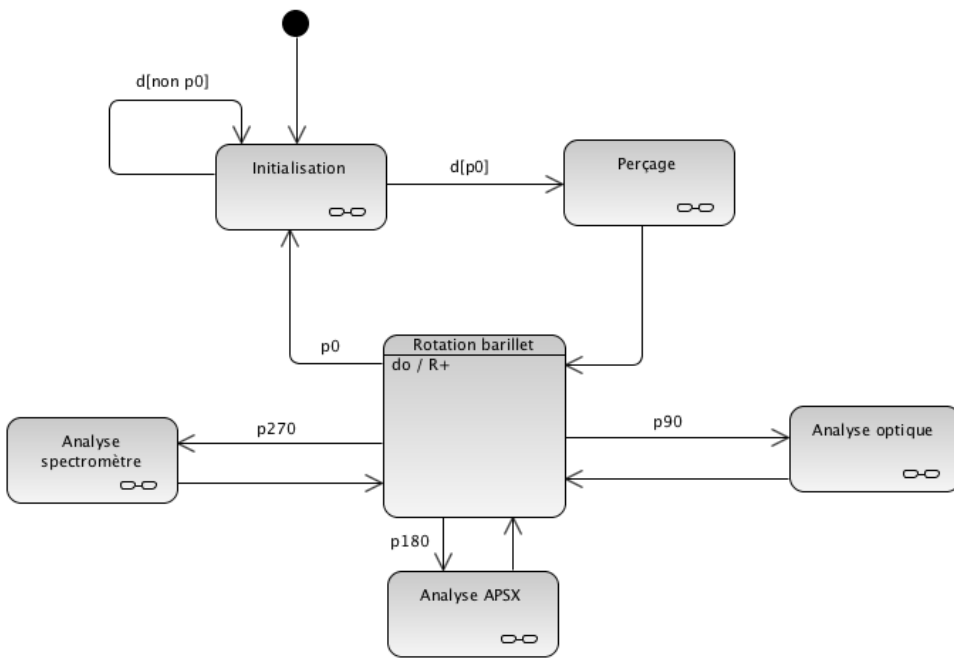 d[non p0]
Initialisation
d[p0]
Perçage
p0
Rotation barillet
do / R+
p270
p90
Analyse
spectromètre
Analyse optique
p180
Analyse APSX